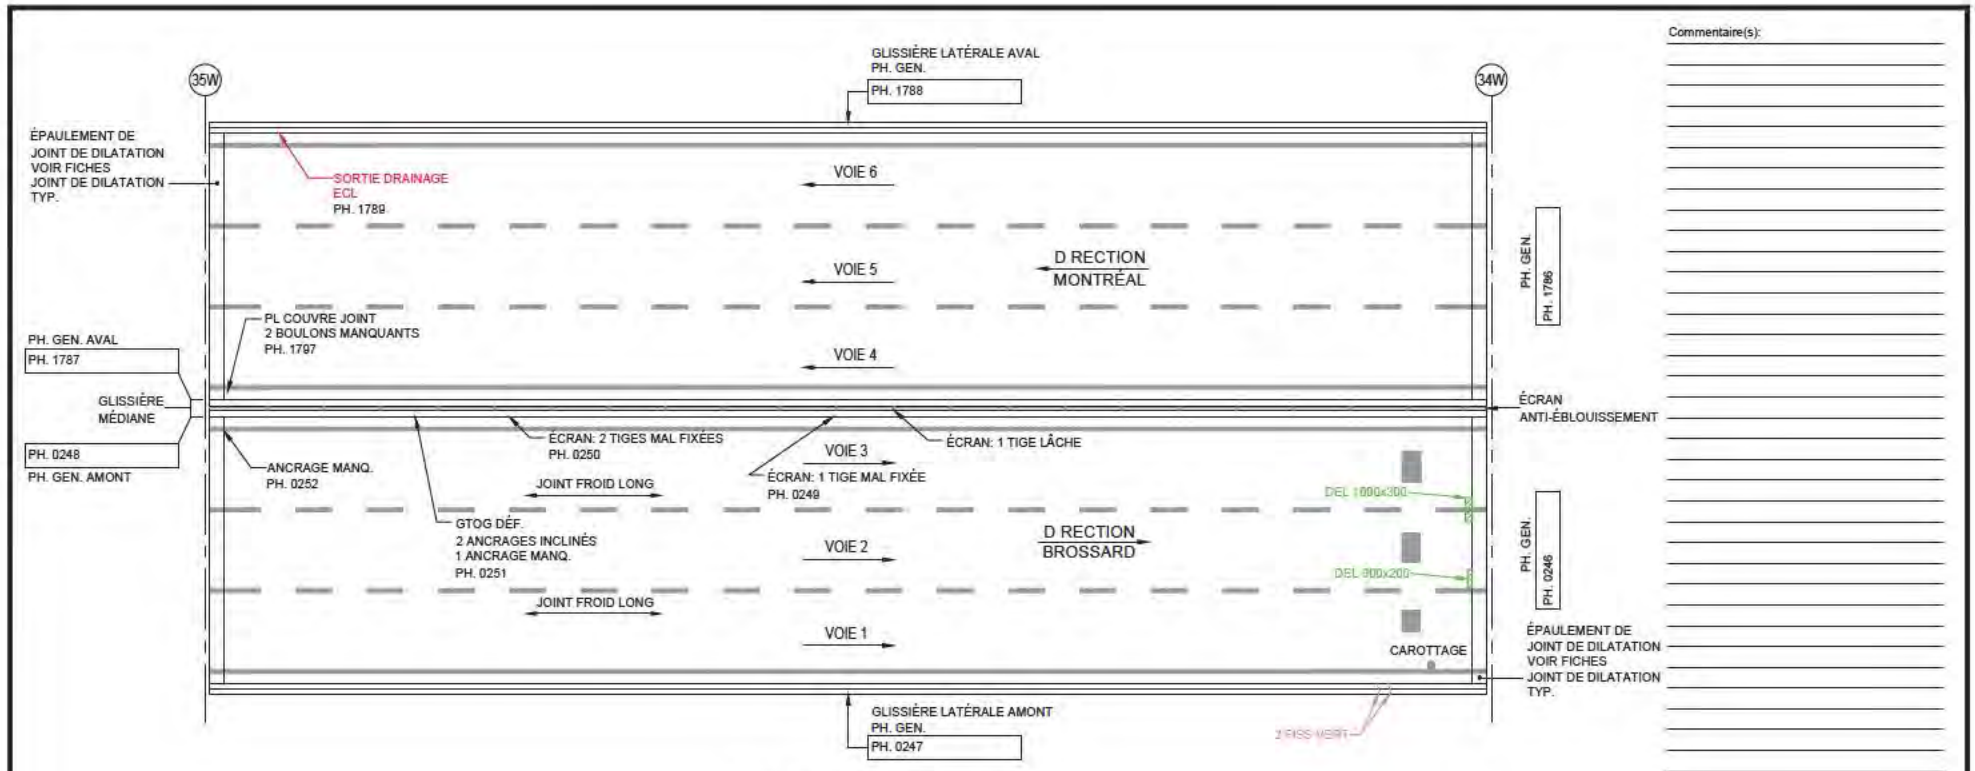 Commentaire(s):
GLISSIÈRE LATÉRALE AVAL
PH. GEN.
PH. 1788
35W
34W
ÉPAULEMENT DE
JOINT DE DILATATION
VOIR FICHES
JOINT DE DILATATION
TYP.
SORTIE DRAINAGE
ECL
PH. 1789
VOIE 6
VOIE 5
D RECTION
MONTRÉAL
PH. GEN.
PH. 1786
PL COUVRE JOINT
2 BOULONS MANQUANTS
PH. 1797
VOIE 4
PH. GEN. AVAL
PH. 1787
GLISSIÈRE
MÉDIANE
PH. 0248
PH. GEN. AMONT
ÉCRAN
ANTI-ÉBLOUISSEMENT
ÉCRAN: 2 TIGES MAL FIXÉES
PH. 0250
ÉCRAN: 1 TIGE LÂCHE
VOIE 3
ANCRAGE MANQ.
PH. 0252
ÉCRAN: 1 TIGE MAL FIXÉE
PH. 0249
JOINT FROID LONG
DEL 1000x300
GTOG DÉF.
2 ANCRAGES INCLINÉS
1 ANCRAGE MANQ.
PH. 0251
D RECTION
BROSSARD
VOIE 2
PH. GEN.
PH. 0246
DEL 900x200
JOINT FROID LONG
VOIE 1
CAROTTAGE
ÉPAULEMENT DE
JOINT DE DILATATION
VOIR FICHES
JOINT DE DILATATION
TYP.
GLISSIÈRE LATÉRALE AMONT
PH. GEN.
PH. 0247
2 FISS VERT